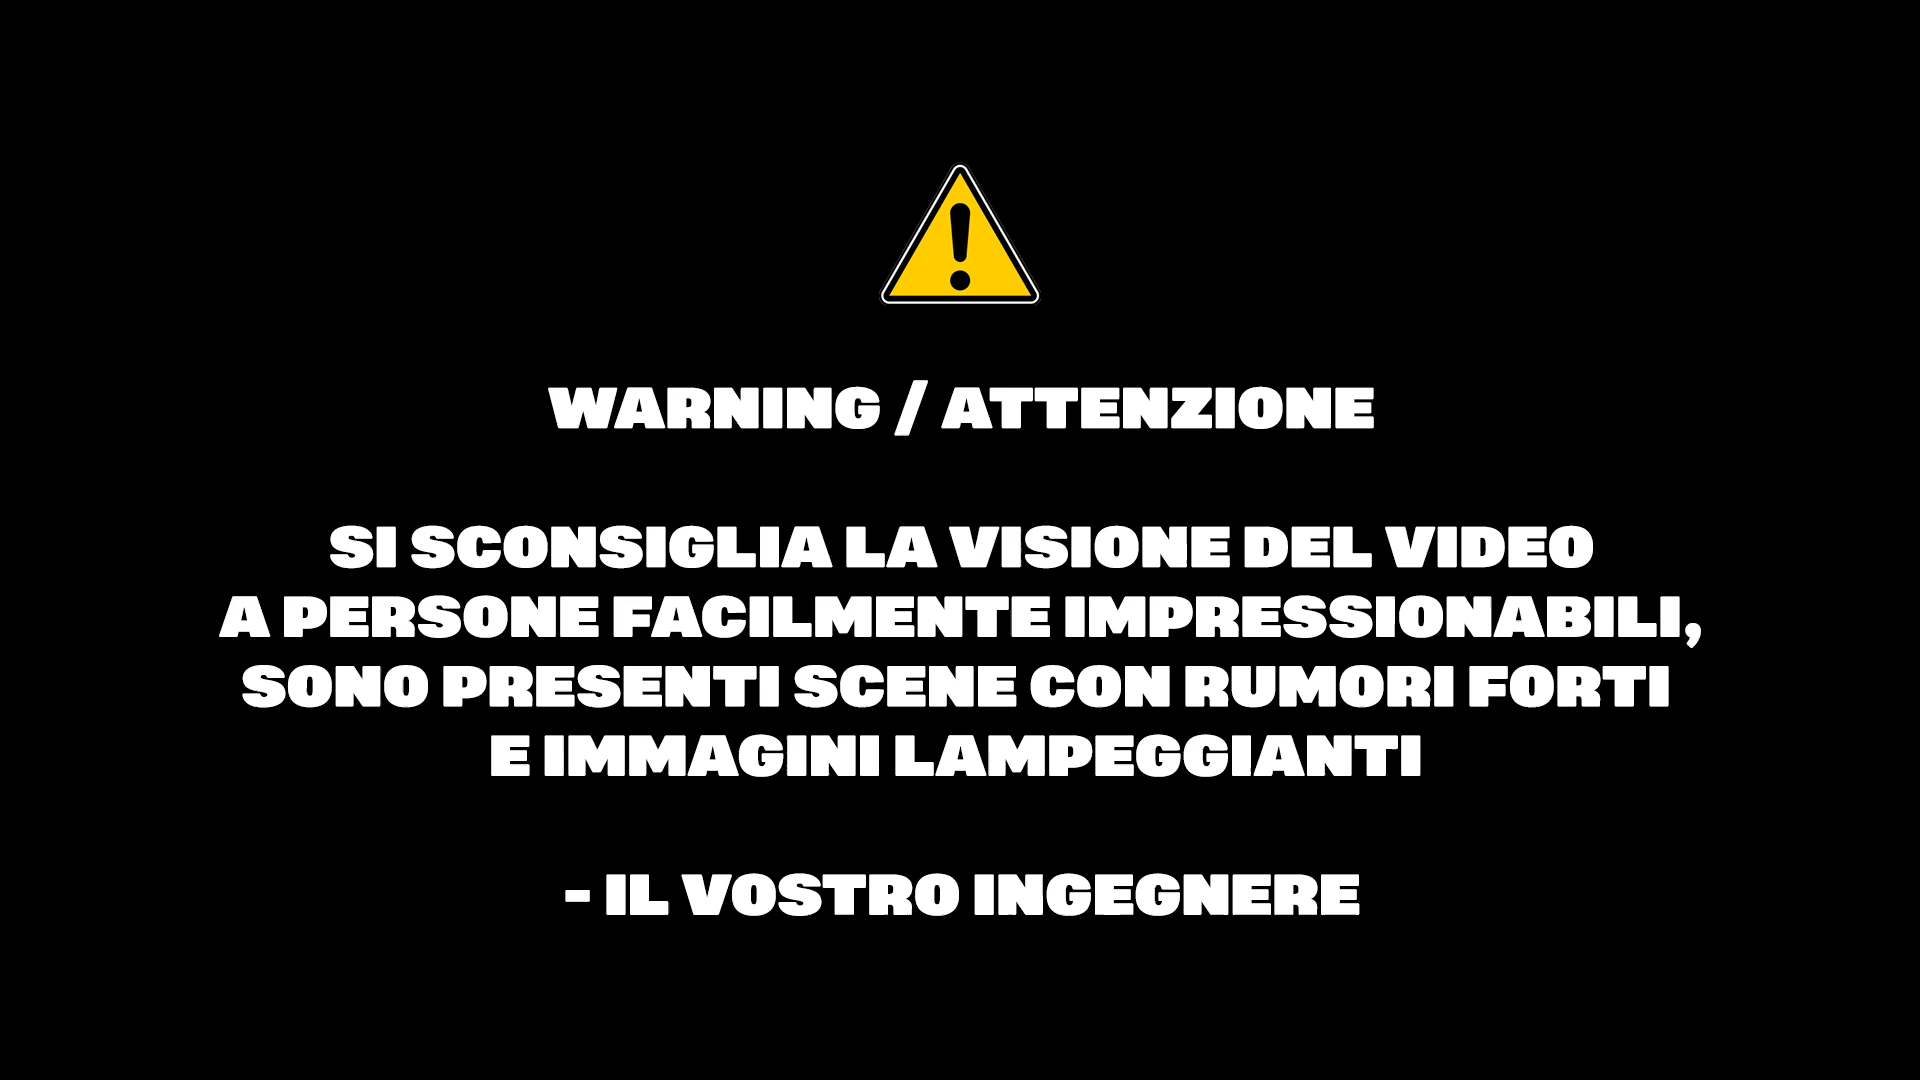 WARNING / ATTENZIONE
SI SCONSIGLIA LA VISIONE DEL VIDEO
A PERSONE FACILMENTE IMPRESSIONABILI,
SONO PRESENTI SCENE CON RUMORI FORTI
E IMMAGINI LAMPEGGIANTI
- IL VOSTRO INGEGNERE